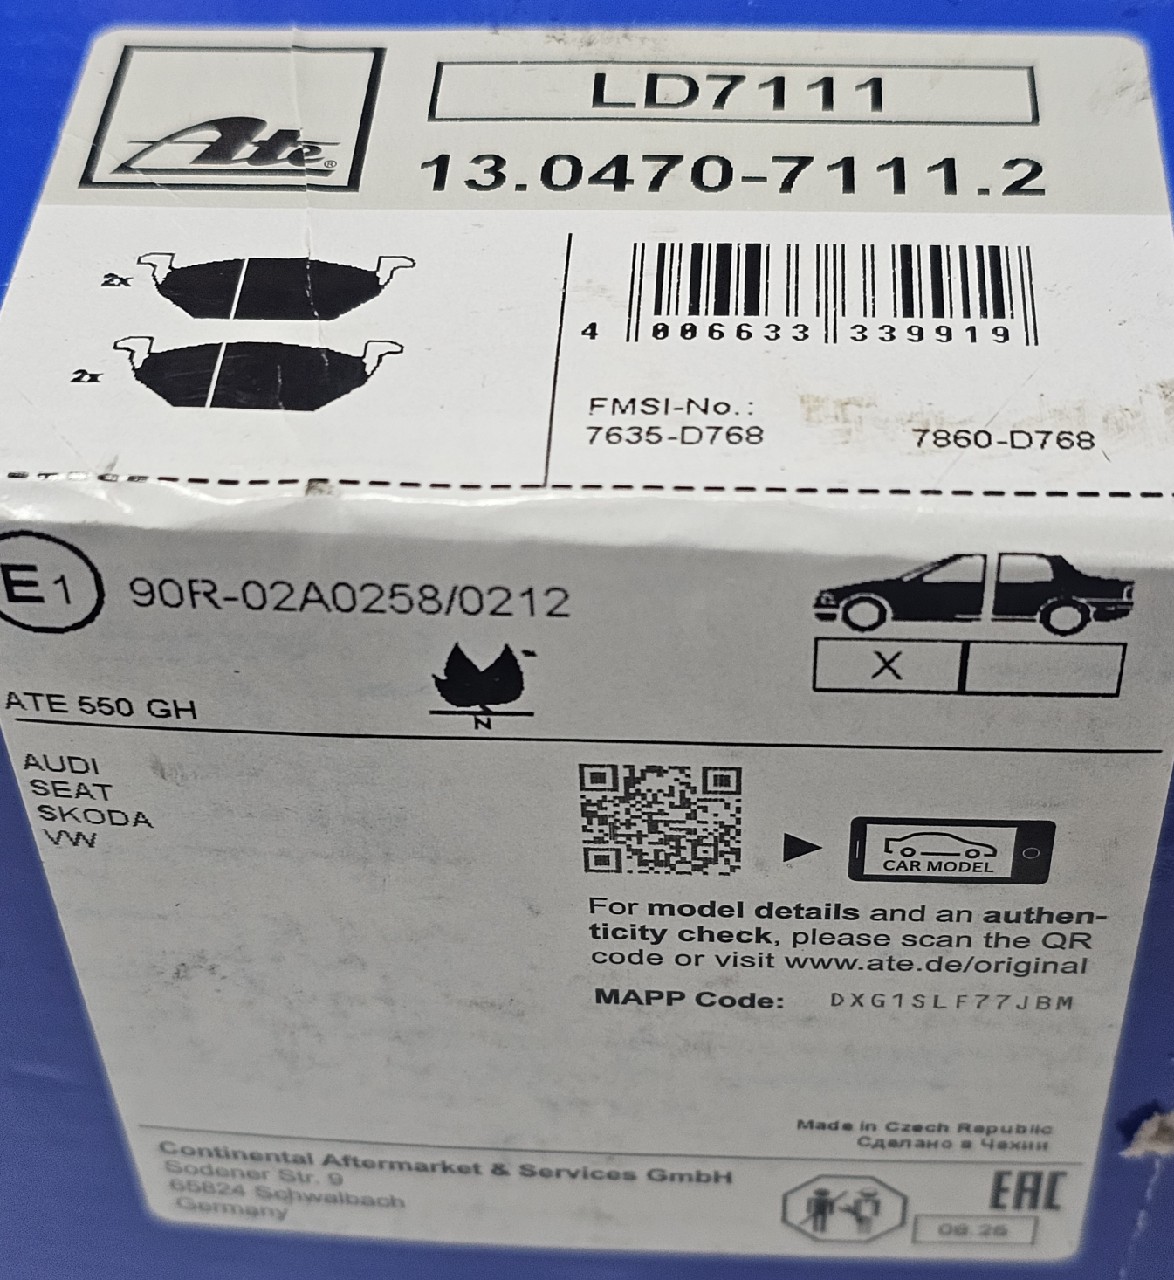 Ate®
LD7111
13.0470-7111.2
2x
2x
4 006633 339919
FMSI-No.:
7635-D768 7860-D768
E1 90R-02A0258/0212
X
ATE 550 GH
N
AUDI
SEAT
SKODA
VW
CAR MODEL
For model details and an authen-
ticity check, please scan the QR
code or visit www.ate.de/original
MAPP Code: DXG1SLF77JBM
Made in Czech Republic
Сделано в Чехии
Continental Aftermarket & Services GmbH
Sodener Str. 9
65824 Schwalbach
Germany
EAC